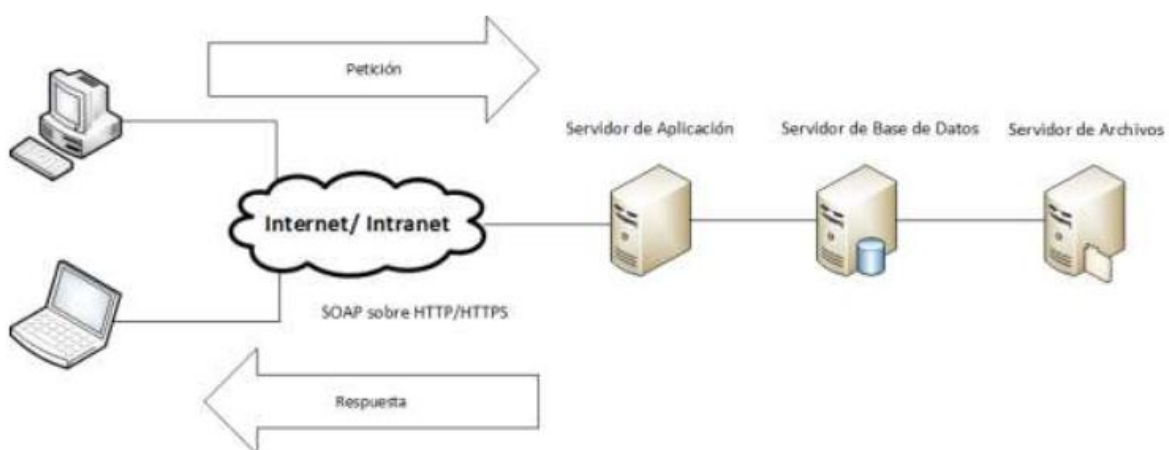 Petición
Servidor de Aplicación
Servidor de Base de Datos
Servidor de Archivos
Internet/ Intranet
SOAP sobre HTTP/HTTPS
Respuesta